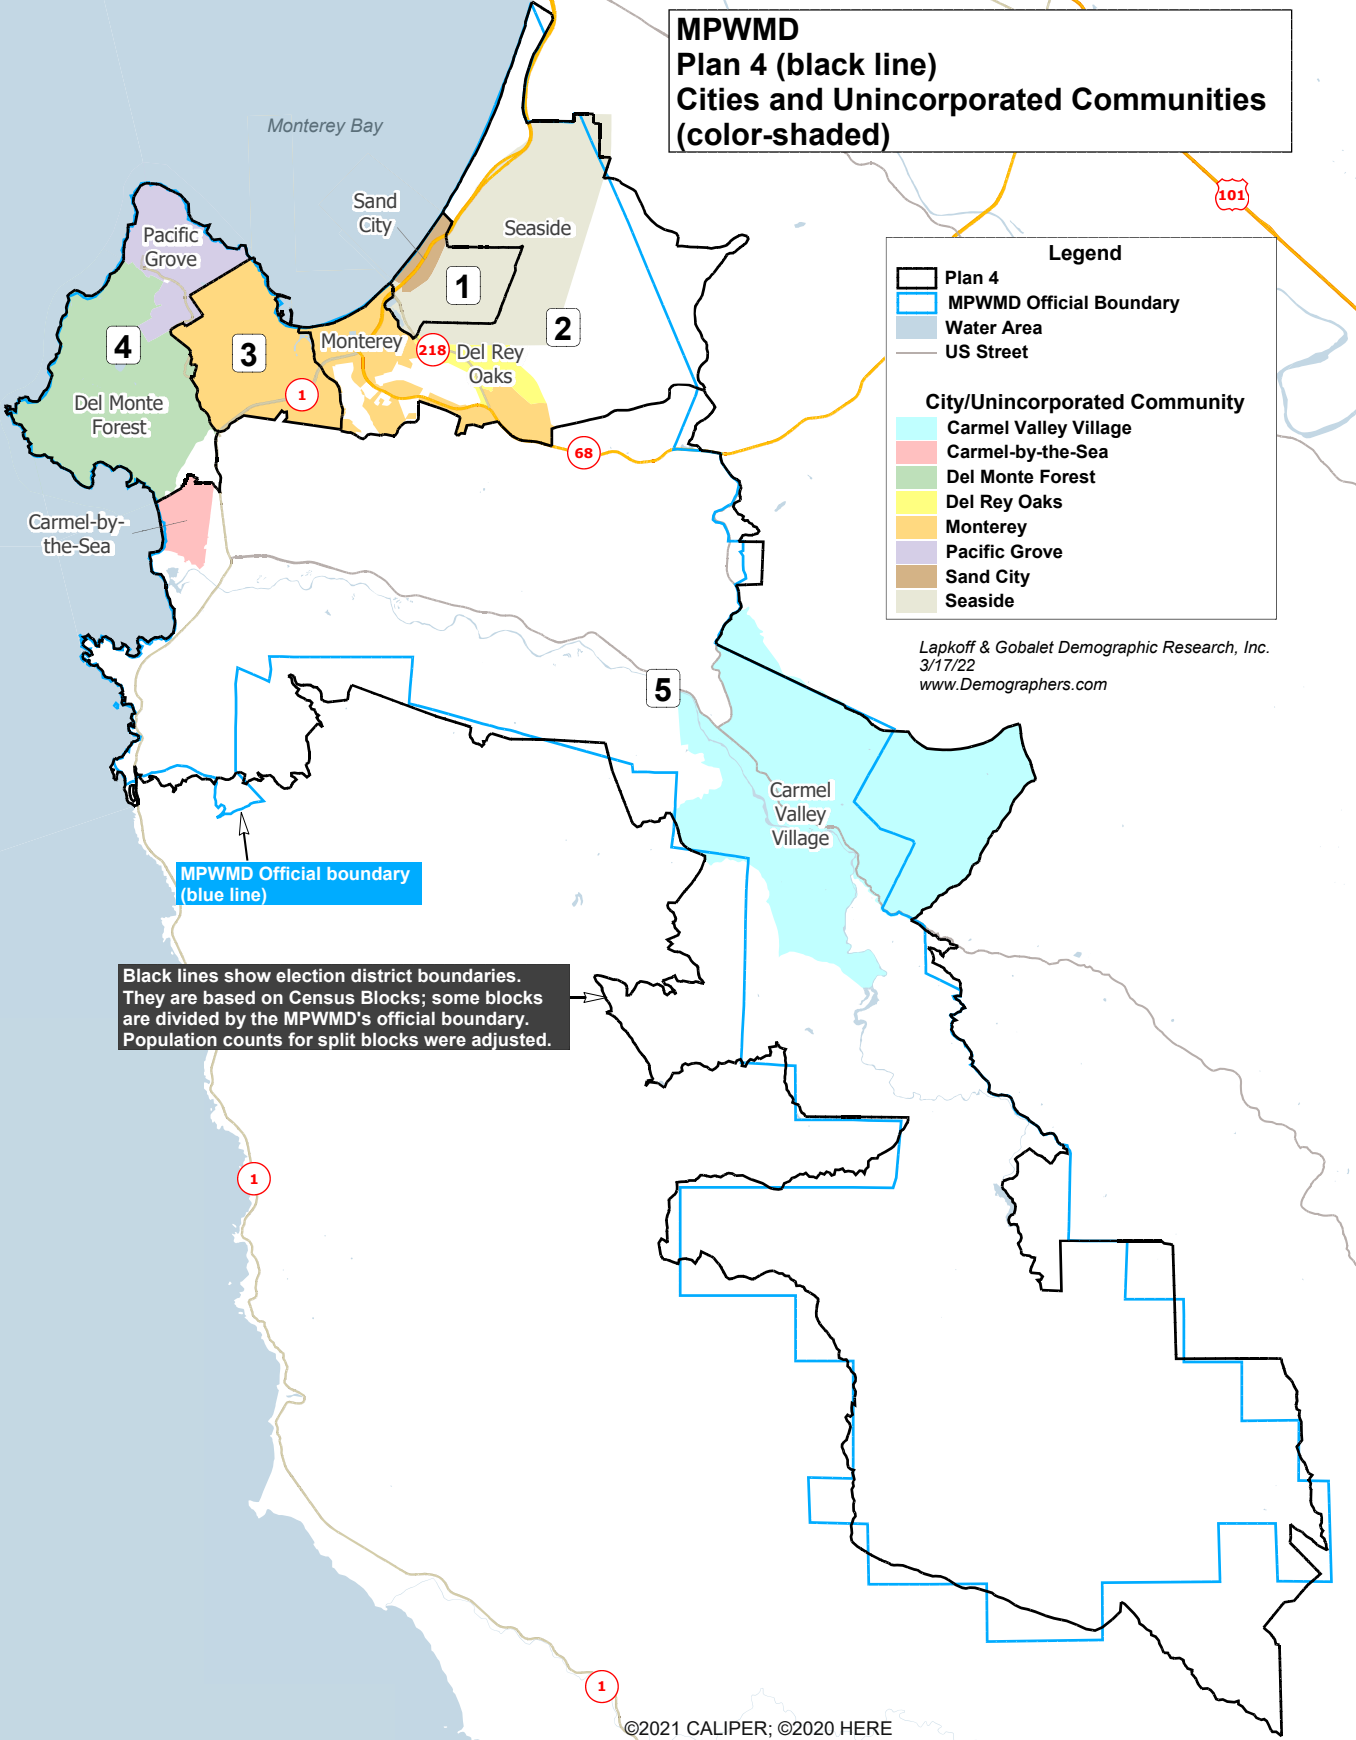 MPWMD
Plan 4 (black line)
Cities and Unincorporated Communities
(color-shaded)
Monterey Bay
101
Sand
City
Seaside
Pacific
Grove
Legend
Plan 4
MPWMD Official Boundary
Water Area
US Street
City/Unincorporated Community
Carmel Valley Village
Carmel-by-the-Sea
Del Monte Forest
Del Rey Oaks
Monterey
Pacific Grove
Sand City
Seaside
1
2
3
4
Monterey
218
Del Rey
Oaks
1
Del Monte
Forest
68
Carmel-by-
the-Sea
Lapkoff & Gobalet Demographic Research, Inc.
3/17/22
www.Demographers.com
5
Carmel
Valley
Village
MPWMD Official boundary
(blue line)
Black lines show election district boundaries.
They are based on Census Blocks; some blocks
are divided by the MPWMD's official boundary.
Population counts for split blocks were adjusted.
1
1
©2021 CALIPER; ©2020 HERE